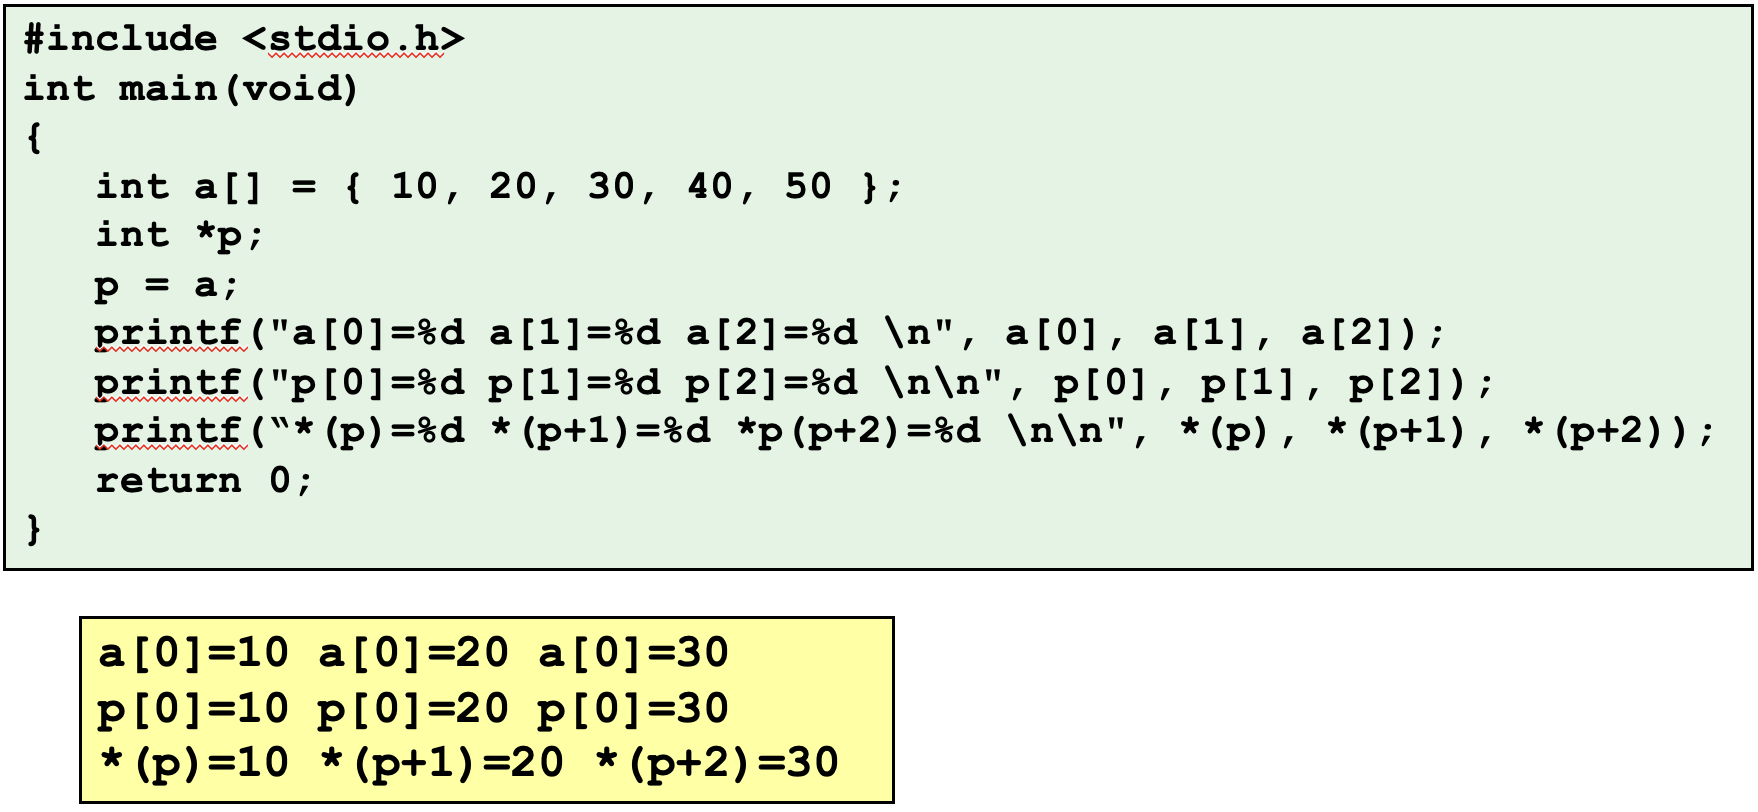 #include <stdio.h>
int main(void)
{
int a[] = { 10, 20, 30, 40, 50 };
int *p;
p = a;
printf("a[0]=%d a[1]=%d a[2]=%d \n", a[0], a[1], a[2]);
printf("p[0]=%d p[1]=%d p[2]=%d \n\n", p[0], p[1], p[2]);
printf(“*(p)=%d *(p+1)=%d *p(p+2)=%d \n\n", *(p), *(p+1), *(p+2));
return 0;
}
a[0]=10 a[0]=20 a[0]=30
p[0]=10 p[0]=20 p[0]=30
*(p)=10 *(p+1)=20 *(p+2)=30